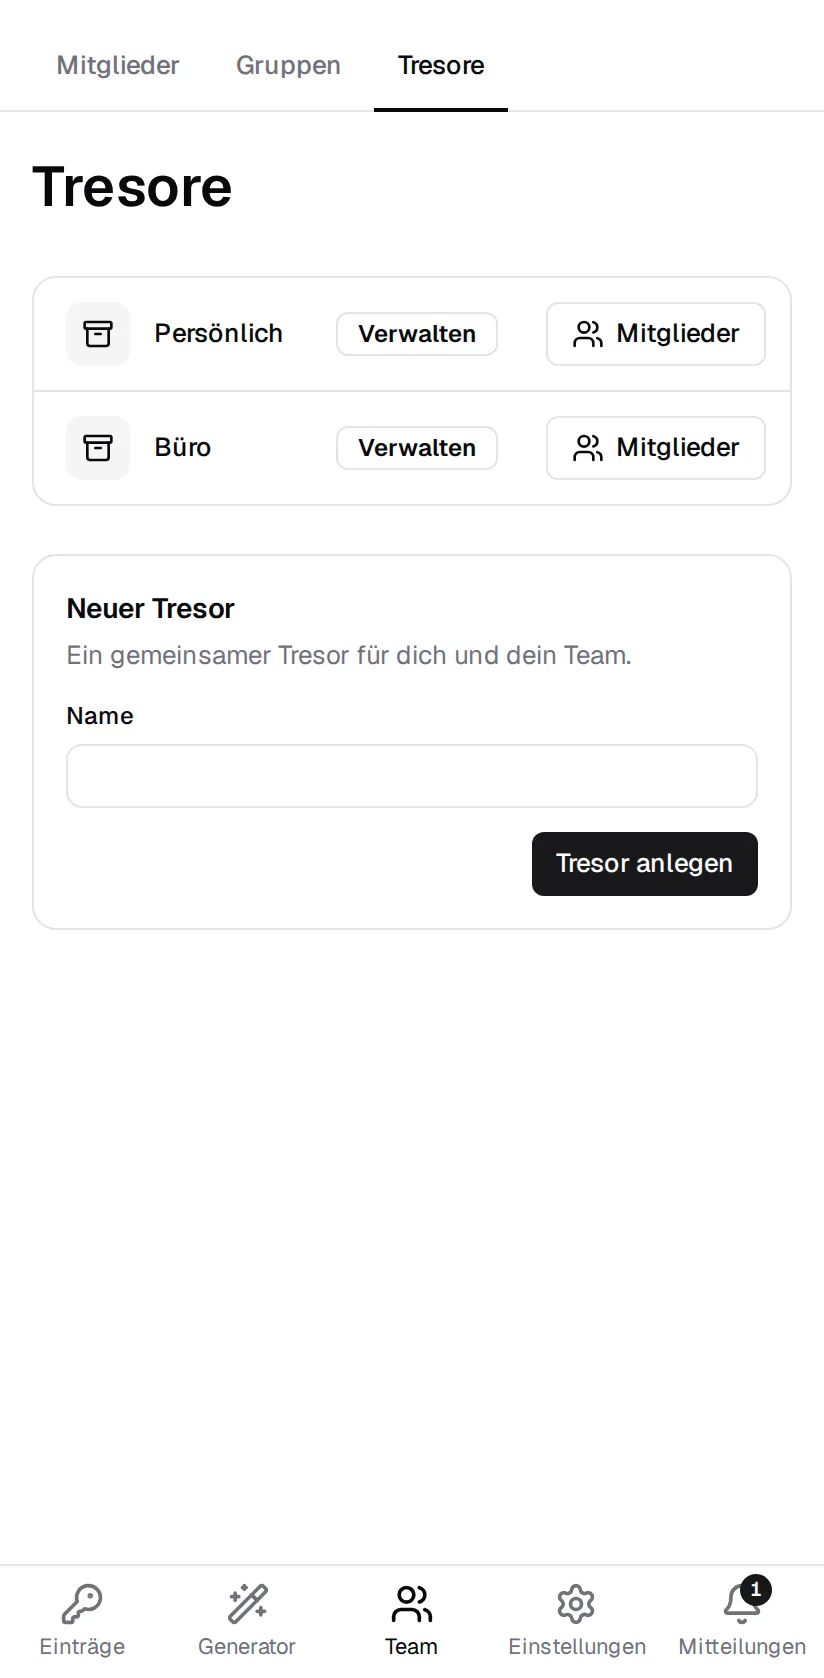 Mitglieder Gruppen Tresore
Tresore
Persönlich Verwalten Mitglieder
Büro Verwalten Mitglieder
Neuer Tresor
Ein gemeinsamer Tresor für dich und dein Team.
Name
Tresor anlegen
1
Einträge Generator Team Einstellungen Mitteilungen